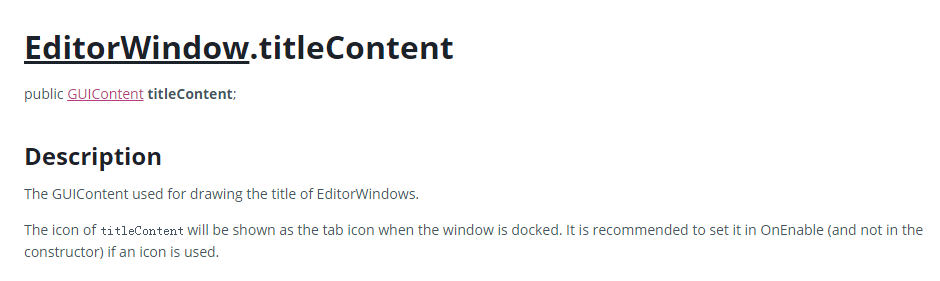 EditorWindow.titleContent
public GUIContent titleContent;
Description
The GUIContent used for drawing the title of EditorWindows.
The icon of titleContent will be shown as the tab icon when the window is docked. It is recommended to set it in OnEnable (and not in the
constructor) if an icon is used.